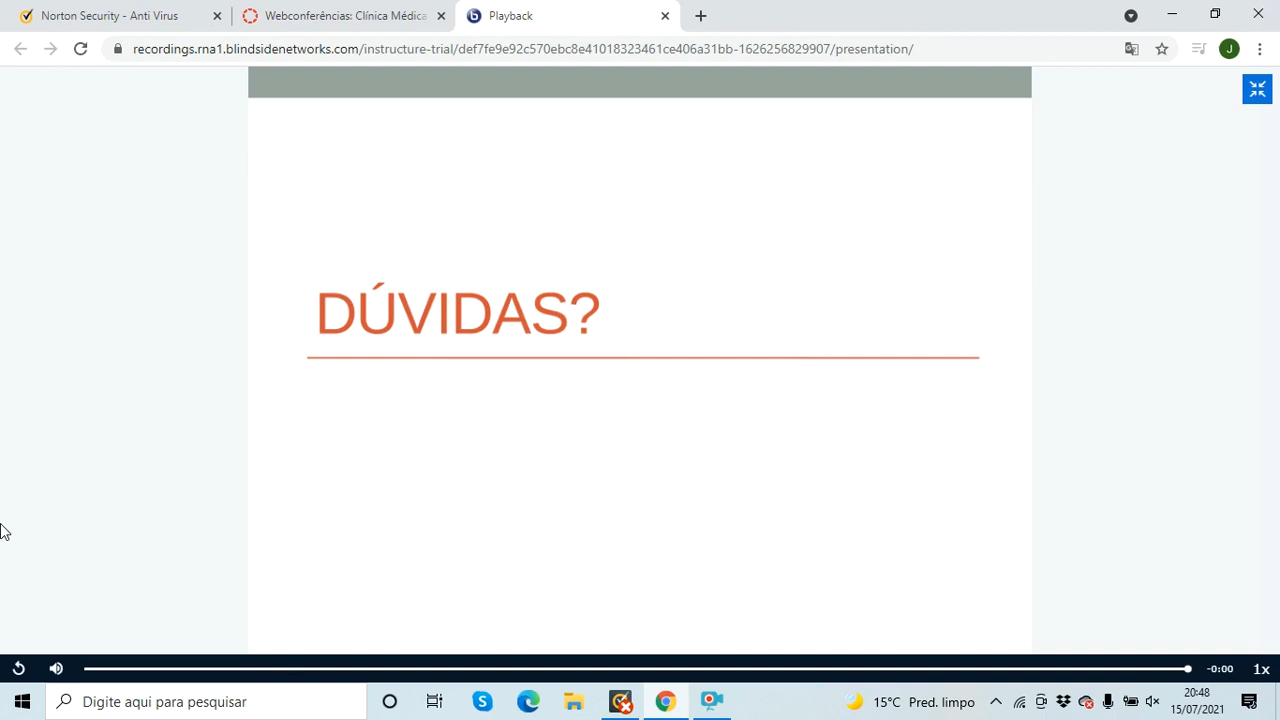 Norton Security - Anti Virus
Webconferências: Clínica Médica
Playback
recordings.rna1.blindsidenetworks.com/instructure-trial/def7fe9e92c570ebc8e41018323461ce406a31bb-1626256829907/presentation/
DÚVIDAS?
-0:00
1x
Digite aqui para pesquisar
15°C Pred. limpo
20:48
15/07/2021